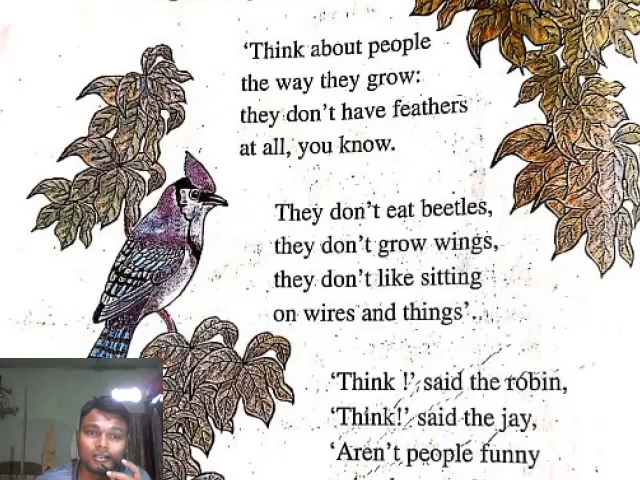 ‘Think about people
the way they grow:
they don’t have feathers
at all, you know.
They don’t eat beetles,
they don’t grow wings,
they don’t like sitting
on wires and things’.
‘Think !’ said the robin,
‘Think!’ said the jay,
‘Aren’t people funny